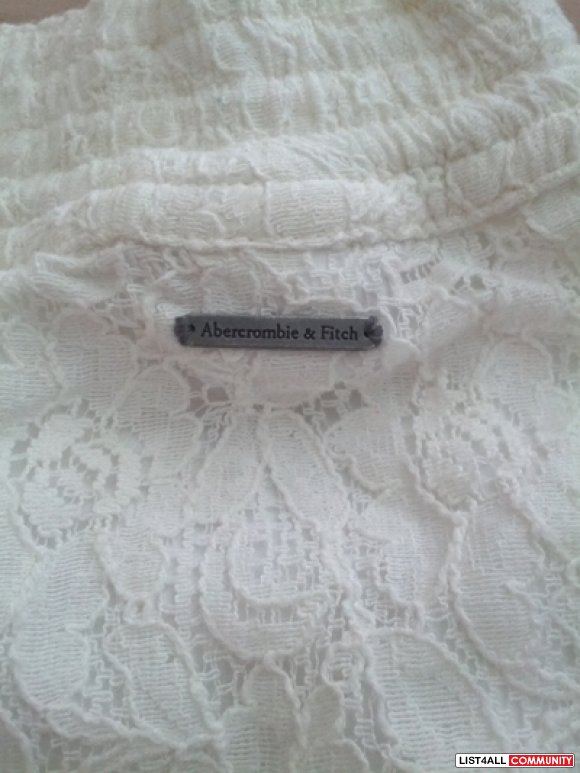 Abercrombie & Fitch
LIST4ALL COMMUNITY